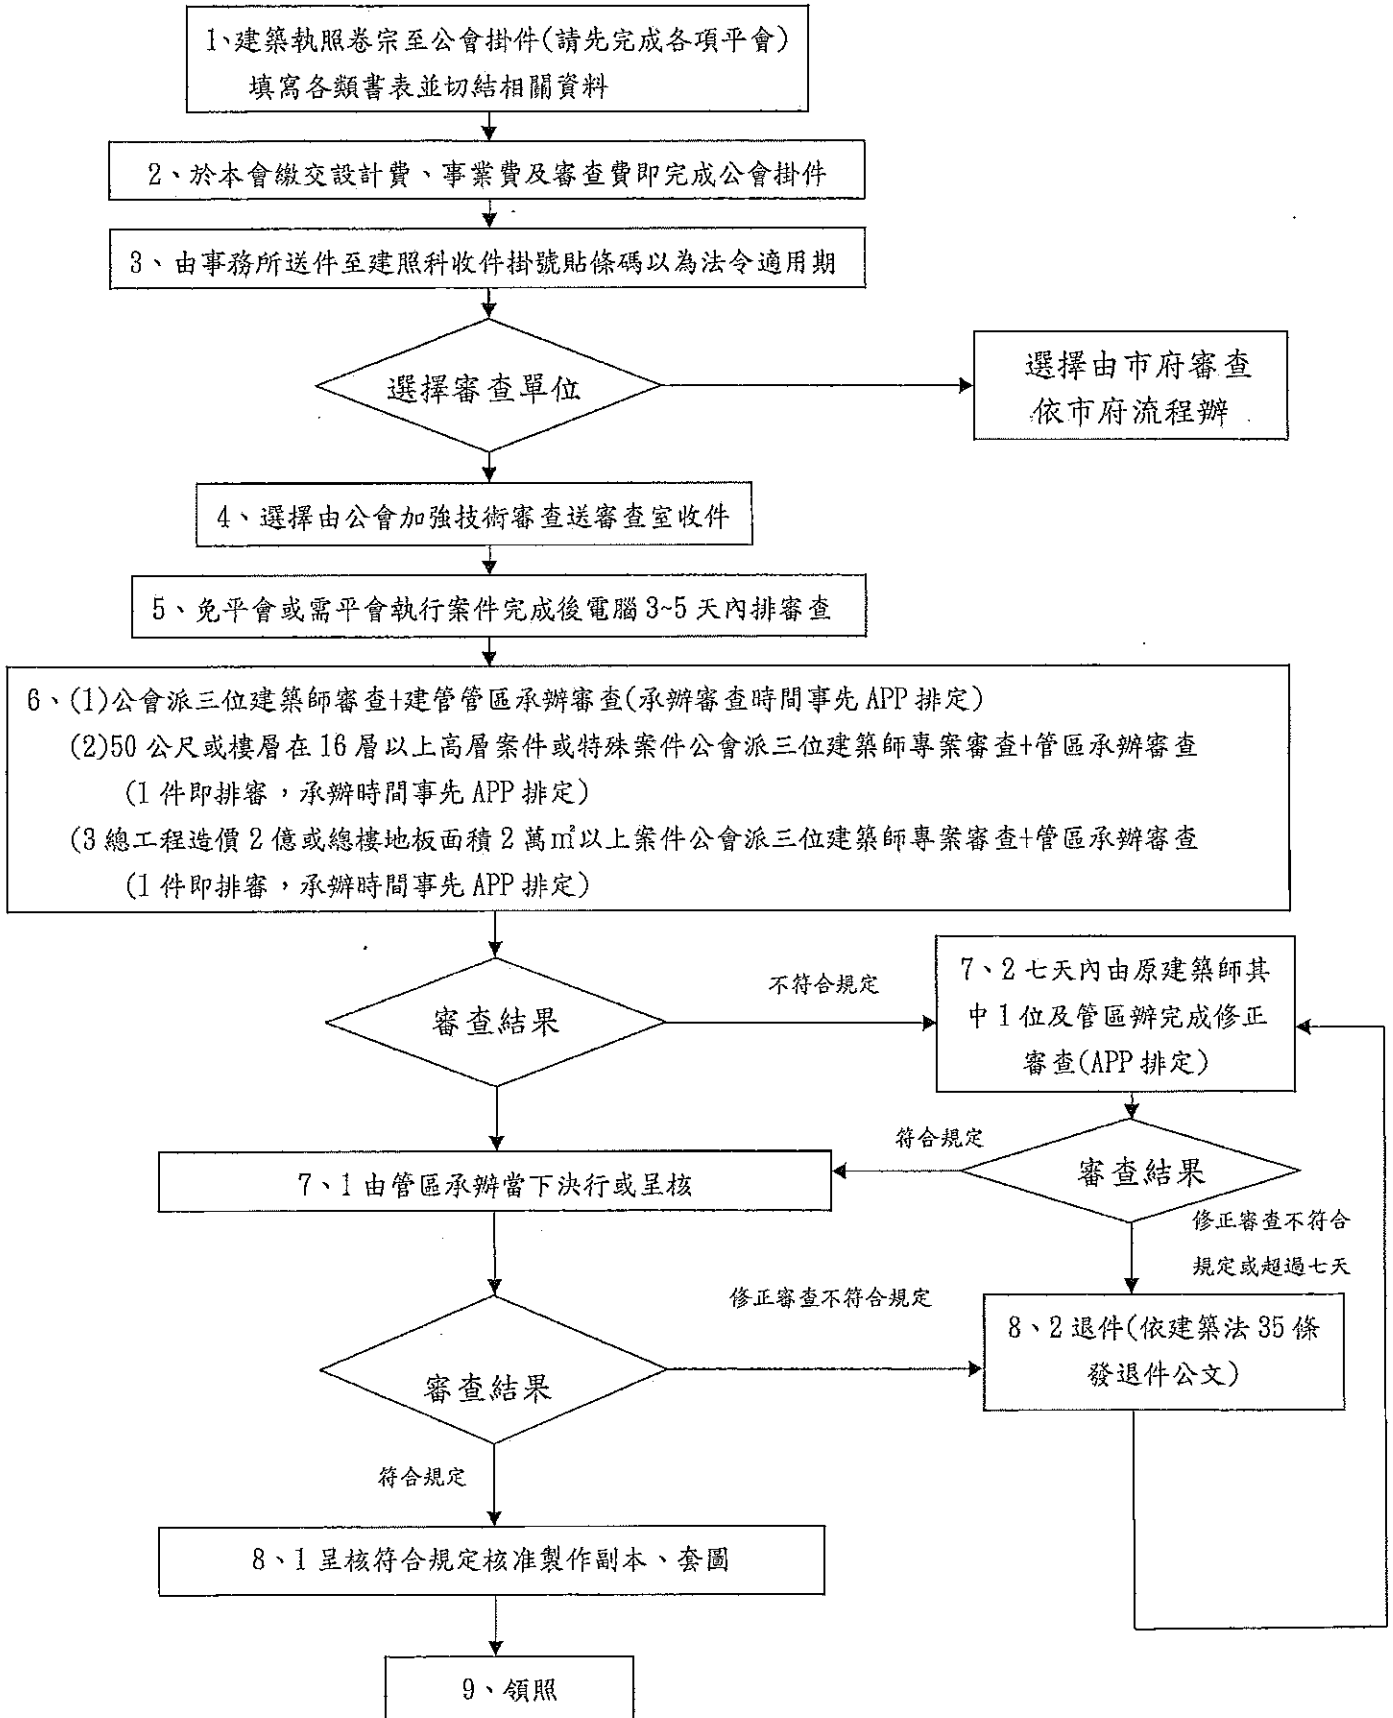 1、建築執照卷宗至公會掛件(請先完成各項平會)
填寫各類書表並切結相關資料
2、於本會繳交設計費、事業費及審查費即完成公會掛件
3、由事務所送件至建照科收件掛號貼條碼以為法令適用期
選擇審查單位
選擇由市府審查
依市府流程辦
4、選擇由公會加強技術審查送審查室收件
5、免平會或需平會執行案件完成後電腦3~5天內排審查
6、(1)公會派三位建築師審查+建管管區承辦審查(承辦審查時間事先APP排定)
(2)50公尺或樓層在16層以上高層案件或特殊案件公會派三位建築師專案審查+管區承辦審查
(1件即排審，承辦時間事先APP排定)
(3總工程造價2億或總樓地板面積2萬㎡以上案件公會派三位建築師專案審查+管區承辦審查
(1件即排審，承辦時間事先APP排定)
審查結果
不符合規定
7、2七天內由原建築師其
中1位及管區辦完成修正
審查(APP排定)
符合規定
審查結果
7、1由管區承辦當下決行或呈核
修正審查不符合
規定或超過七天
修正審查不符合規定
8、2退件(依建築法35條
發退件公文)
審查結果
符合規定
8、1呈核符合規定核准製作副本、套圖
9、領照